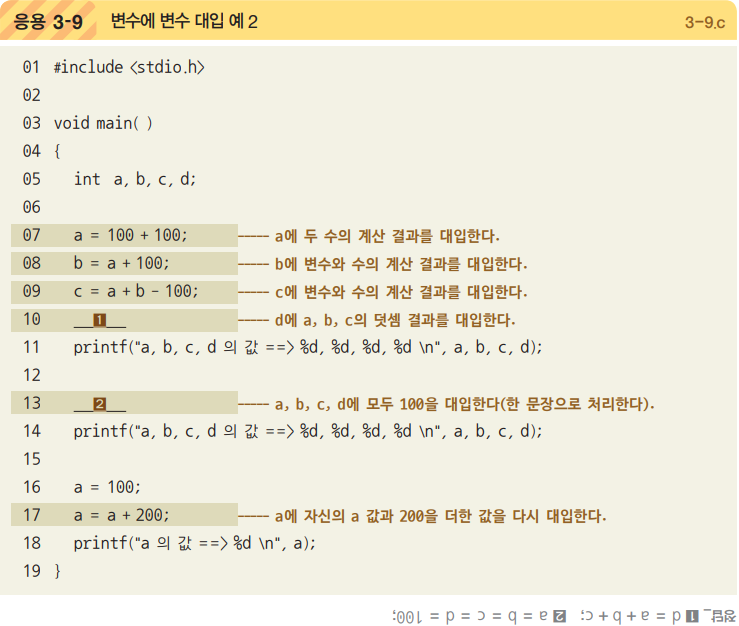 응용 3-9 변수에 변수 대입 예 2 3-9.c
01 #include <stdio.h>
02
03 void main( )
04 {
05 int a, b, c, d;
06
07 a = 100 + 100; ----- a에 두 수의 계산 결과를 대입한다.
08 b = a + 100; ----- b에 변수와 수의 계산 결과를 대입한다.
09 c = a + b - 100; ----- c에 변수와 수의 계산 결과를 대입한다.
10 __1__ ----- d에 a, b, c의 덧셈 결과를 대입한다.
11 printf("a, b, c, d 의 값 ==> %d, %d, %d, %d \n", a, b, c, d);
12
13 __2__ ----- a, b, c, d에 모두 100을 대입한다(한 문장으로 처리한다).
14 printf("a, b, c, d 의 값 ==> %d, %d, %d, %d \n", a, b, c, d);
15
16 a = 100;
17 a = a + 200; ----- a에 자신의 a 값과 200을 더한 값을 다시 대입한다.
18 printf("a 의 값 ==> %d \n", a);
19 }
정답_ 1 d = a + b + c; 2 a = b = c = d = 100;